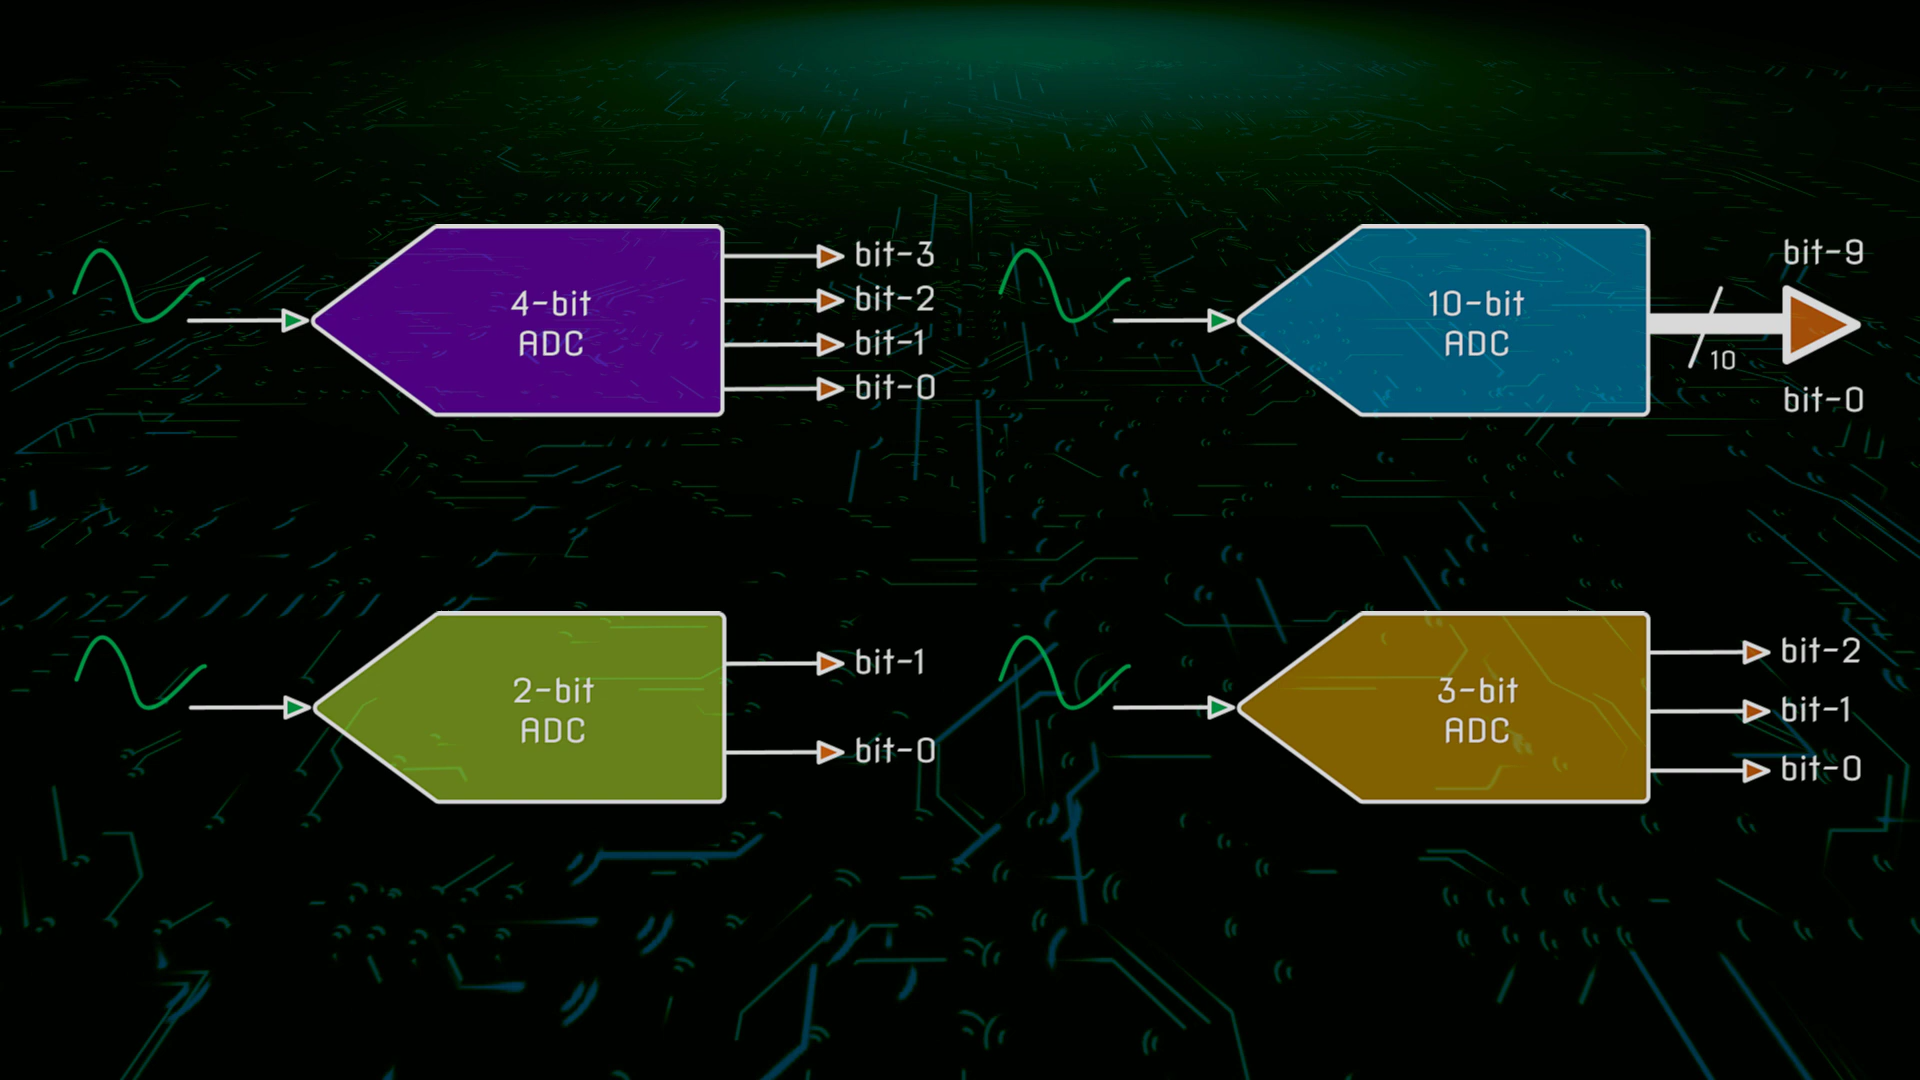 4-bit
ADC
bit-3
bit-2
bit-1
bit-0
10-bit
ADC
10
bit-9
bit-0
2-bit
ADC
bit-1
bit-0
3-bit
ADC
bit-2
bit-1
bit-0